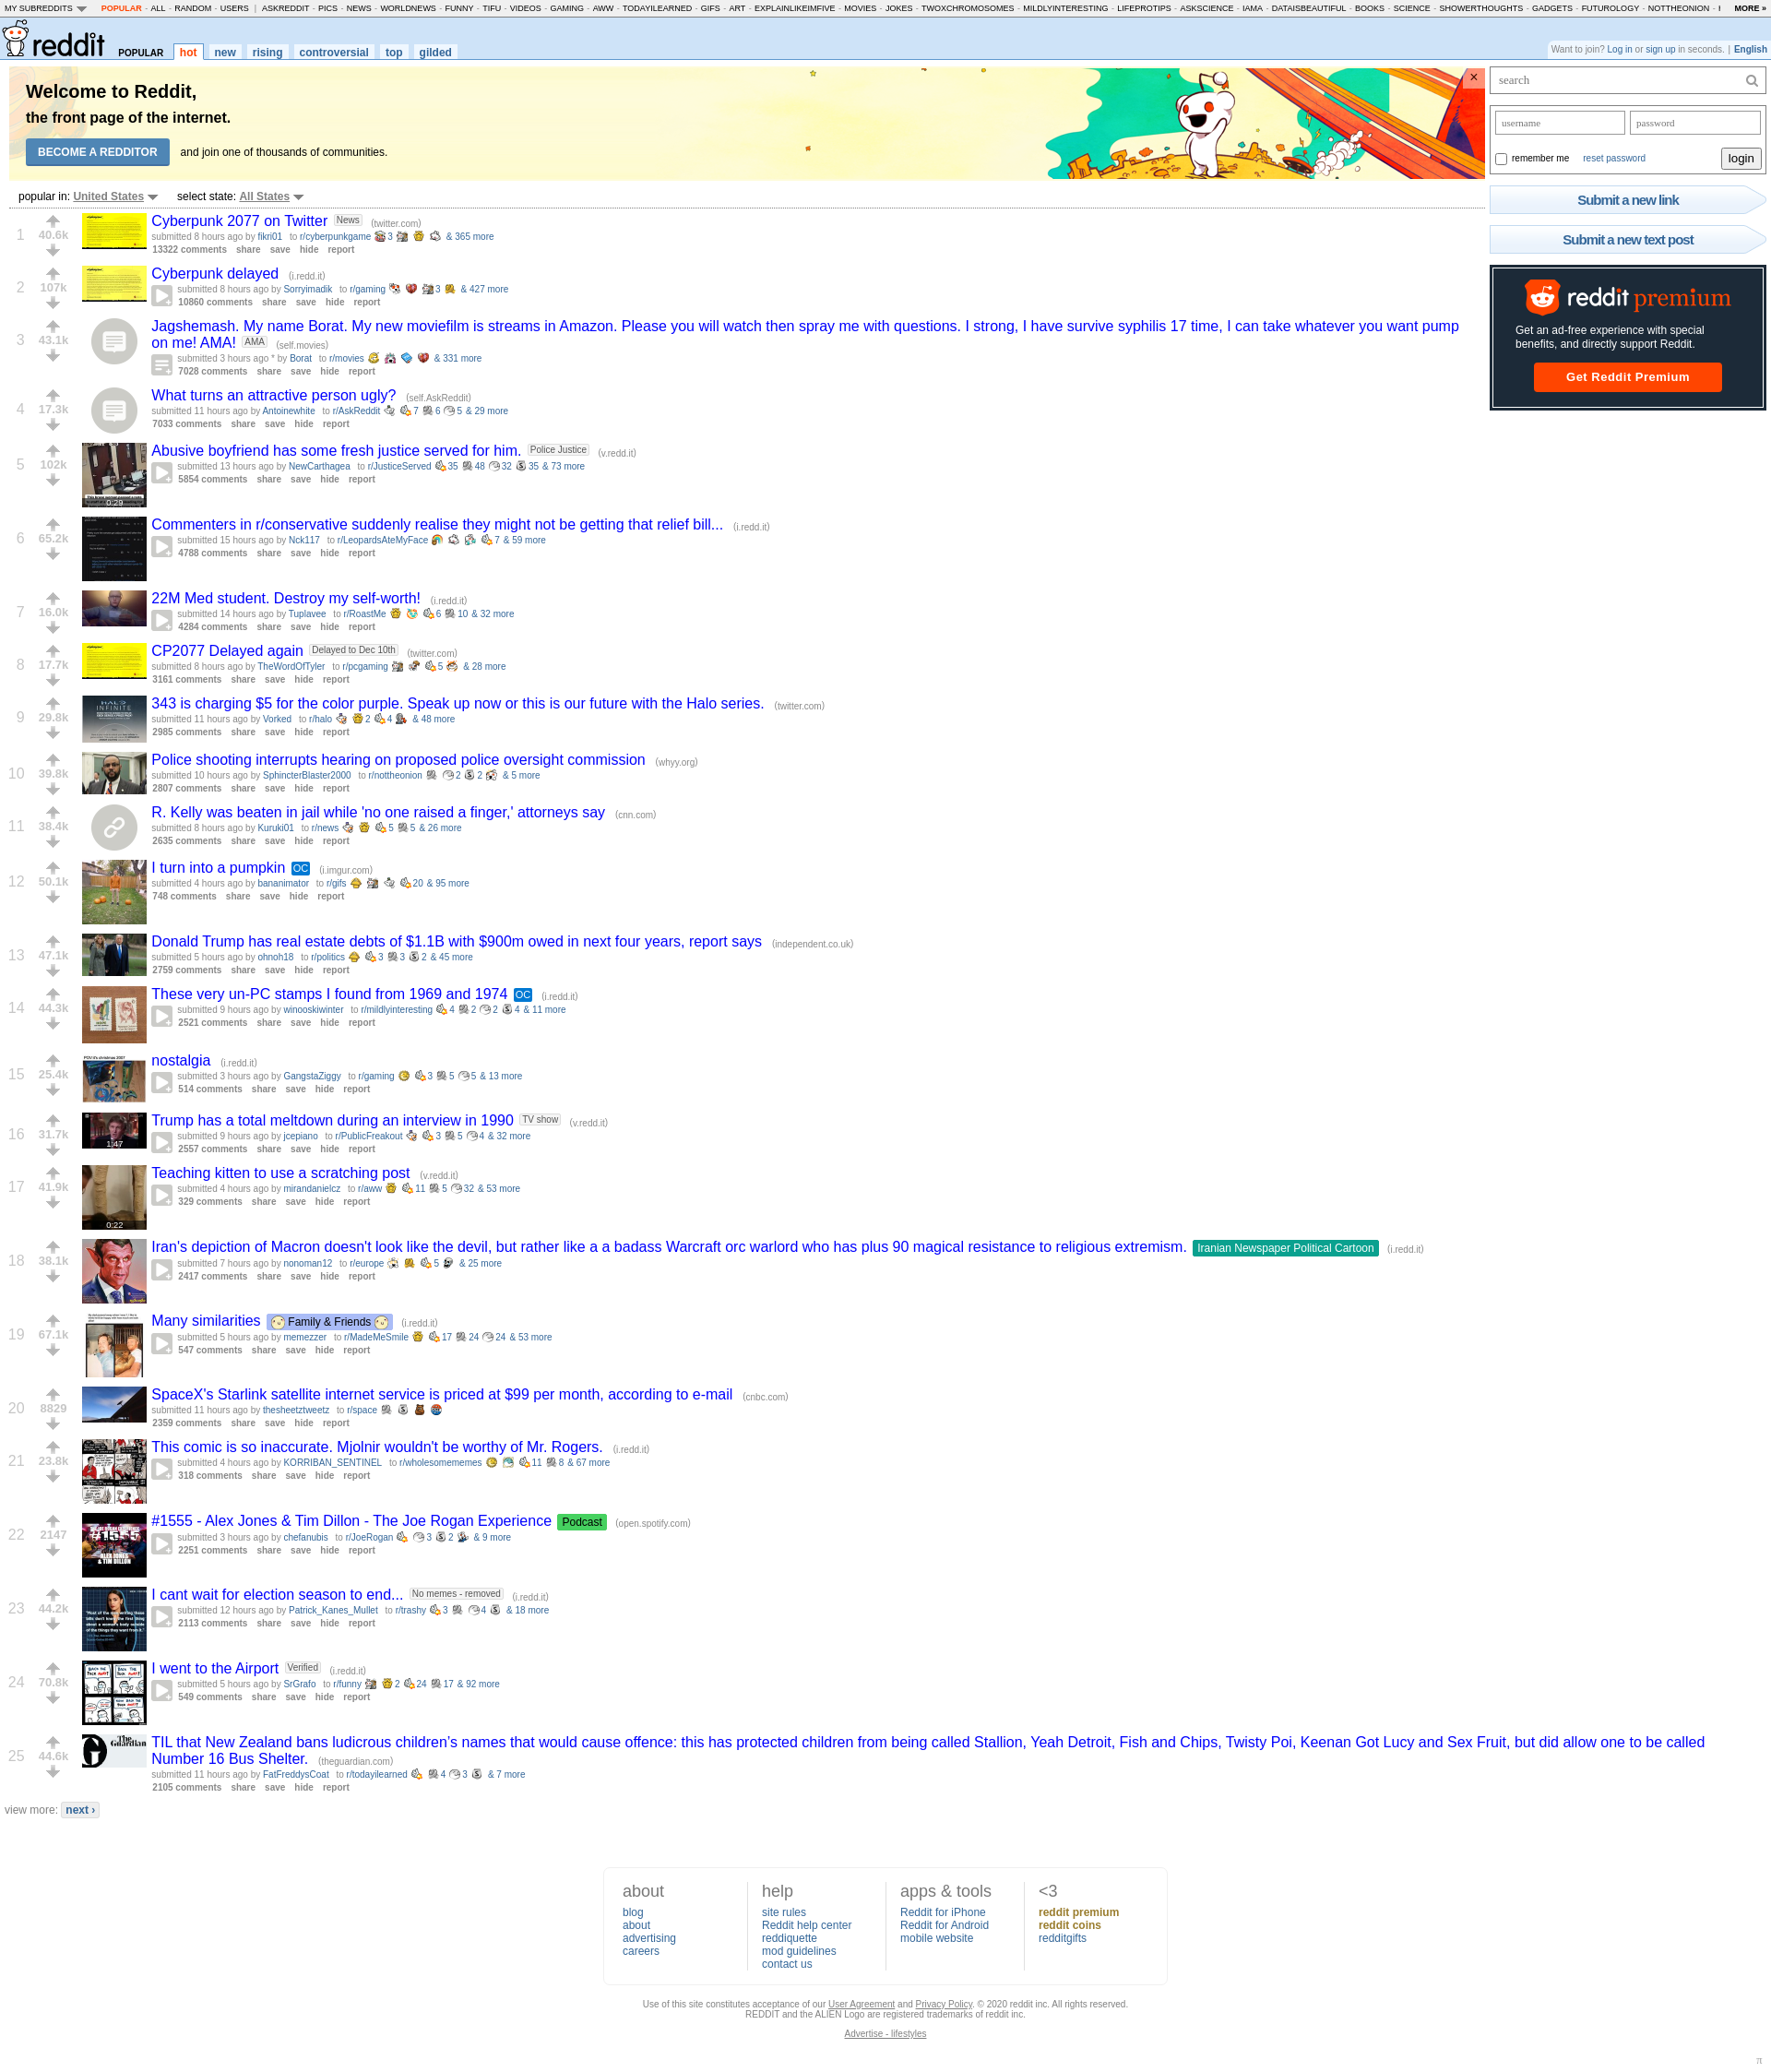 MY SUBREDDITS POPULAR - ALL - RANDOM - USERS | ASKREDDIT - PICS - NEWS - WORLDNEWS - FUNNY - TIFU - VIDEOS - GAMING - AWW - TODAYILEARNED - GIFS - ART - EXPLAINLIKEIMFIVE - MOVIES - JOKES - TWOXCHROMOSOMES - MILDLYINTERESTING - LIFEPROTIPS - ASKSCIENCE - IAMA - DATAISBEAUTIFUL - BOOKS - SCIENCE - SHOWERTHOUGHTS - GADGETS - FUTUROLOGY - NOTTHEONION - MORE »
reddit POPULAR hot new rising controversial top gilded
Want to join? Log in or sign up in seconds. | English
Welcome to Reddit,
the front page of the internet.
BECOME A REDDITOR and join one of thousands of communities.
search
username password
remember me reset password login
Submit a new link
Submit a new text post
reddit premium
Get an ad-free experience with special
benefits, and directly support Reddit.
Get Reddit Premium
popular in: United States select state: All States
1 40.6k Cyberpunk 2077 on Twitter News (twitter.com)
submitted 8 hours ago by fikri01 to r/cyberpunkgame 3 & 365 more
13322 comments share save hide report
2 107k Cyberpunk delayed (i.redd.it)
submitted 8 hours ago by Sorryimadik to r/gaming 3 & 427 more
10860 comments share save hide report
3 43.1k Jagshemash. My name Borat. My new moviefilm is streams in Amazon. Please you will watch then spray me with questions. I strong, I have survive syphilis 17 time, I can take whatever you want pump
on me! AMA! AMA (self.movies)
submitted 3 hours ago * by Borat to r/movies & 331 more
7028 comments share save hide report
4 17.3k What turns an attractive person ugly? (self.AskReddit)
submitted 11 hours ago by Antoinewhite to r/AskReddit 7 6 5 & 29 more
7033 comments share save hide report
5 102k Abusive boyfriend has some fresh justice served for him. Police Justice (v.redd.it)
submitted 13 hours ago by NewCarthagea to r/JusticeServed 35 48 32 35 & 73 more
5854 comments share save hide report
0:29
6 65.2k Commenters in r/conservative suddenly realise they might not be getting that relief bill... (i.redd.it)
submitted 15 hours ago by Nck117 to r/LeopardsAteMyFace 7 & 59 more
4788 comments share save hide report
7 16.0k 22M Med student. Destroy my self-worth! (i.redd.it)
submitted 14 hours ago by Tuplavee to r/RoastMe 6 10 & 32 more
4284 comments share save hide report
8 17.7k CP2077 Delayed again Delayed to Dec 10th (twitter.com)
submitted 8 hours ago by TheWordOfTyler to r/pcgaming 5 & 28 more
3161 comments share save hide report
9 29.8k 343 is charging $5 for the color purple. Speak up now or this is our future with the Halo series. (twitter.com)
submitted 11 hours ago by Vorked to r/halo 2 4 & 48 more
2985 comments share save hide report
HALO
INFINITE
10 39.8k Police shooting interrupts hearing on proposed police oversight commission (whyy.org)
submitted 10 hours ago by SphincterBlaster2000 to r/nottheonion 2 2 & 5 more
2807 comments share save hide report
11 38.4k R. Kelly was beaten in jail while 'no one raised a finger,' attorneys say (cnn.com)
submitted 8 hours ago by Kuruki01 to r/news 5 5 & 26 more
2635 comments share save hide report
12 50.1k I turn into a pumpkin OC (i.imgur.com)
submitted 4 hours ago by bananimator to r/gifs 20 & 95 more
748 comments share save hide report
13 47.1k Donald Trump has real estate debts of $1.1B with $900m owed in next four years, report says (independent.co.uk)
submitted 5 hours ago by ohnoh18 to r/politics 3 3 2 & 45 more
2759 comments share save hide report
14 44.3k These very un-PC stamps I found from 1969 and 1974 OC (i.redd.it)
submitted 9 hours ago by winooskiwinter to r/mildlyinteresting 4 2 2 4 & 11 more
2521 comments share save hide report
15 25.4k nostalgia (i.redd.it)
submitted 3 hours ago by GangstaZiggy to r/gaming 3 5 5 & 13 more
514 comments share save hide report
16 31.7k Trump has a total meltdown during an interview in 1990 TV show (v.redd.it)
submitted 9 hours ago by jcepiano to r/PublicFreakout 3 5 4 & 32 more
2557 comments share save hide report
1:47
17 41.9k Teaching kitten to use a scratching post (v.redd.it)
submitted 4 hours ago by mirandanielcz to r/aww 11 5 32 & 53 more
329 comments share save hide report
0:22
18 38.1k Iran's depiction of Macron doesn't look like the devil, but rather like a a badass Warcraft orc warlord who has plus 90 magical resistance to religious extremism. Iranian Newspaper Political Cartoon (i.redd.it)
submitted 7 hours ago by nonoman12 to r/europe 5 & 25 more
2417 comments share save hide report
19 67.1k Many similarities Family & Friends (i.redd.it)
submitted 5 hours ago by memezzer to r/MadeMeSmile 17 24 24 & 53 more
547 comments share save hide report
20 8829 SpaceX's Starlink satellite internet service is priced at $99 per month, according to e-mail (cnbc.com)
submitted 11 hours ago by thesheetztweetz to r/space
2359 comments share save hide report
21 23.8k This comic is so inaccurate. Mjolnir wouldn't be worthy of Mr. Rogers. (i.redd.it)
submitted 4 hours ago by KORRIBAN_SENTINEL to r/wholesomememes 11 8 & 67 more
318 comments share save hide report
22 2147 #1555 - Alex Jones & Tim Dillon - The Joe Rogan Experience Podcast (open.spotify.com)
submitted 3 hours ago by chefanubis to r/JoeRogan 3 2 & 9 more
2251 comments share save hide report
#1555
ALEX JONES
& TIM DILLON
23 44.2k I cant wait for election season to end... No memes - removed (i.redd.it)
submitted 12 hours ago by Patrick_Kanes_Mullet to r/trashy 3 4 & 18 more
2113 comments share save hide report
24 70.8k I went to the Airport Verified (i.redd.it)
submitted 5 hours ago by SrGrafo to r/funny 2 24 17 & 92 more
549 comments share save hide report
25 44.6k TIL that New Zealand bans ludicrous children's names that would cause offence: this has protected children from being called Stallion, Yeah Detroit, Fish and Chips, Twisty Poi, Keenan Got Lucy and Sex Fruit, but did allow one to be called
Number 16 Bus Shelter. (theguardian.com)
submitted 11 hours ago by FatFreddysCoat to r/todayilearned 4 3 & 7 more
2105 comments share save hide report
The
Guardian
view more: next ›
about
blog
about
advertising
careers
help
site rules
Reddit help center
reddiquette
mod guidelines
contact us
apps & tools
Reddit for iPhone
Reddit for Android
mobile website
<3
reddit premium
reddit coins
redditgifts
Use of this site constitutes acceptance of our User Agreement and Privacy Policy. © 2020 reddit inc. All rights reserved.
REDDIT and the ALIEN Logo are registered trademarks of reddit inc.
Advertise - lifestyles
π